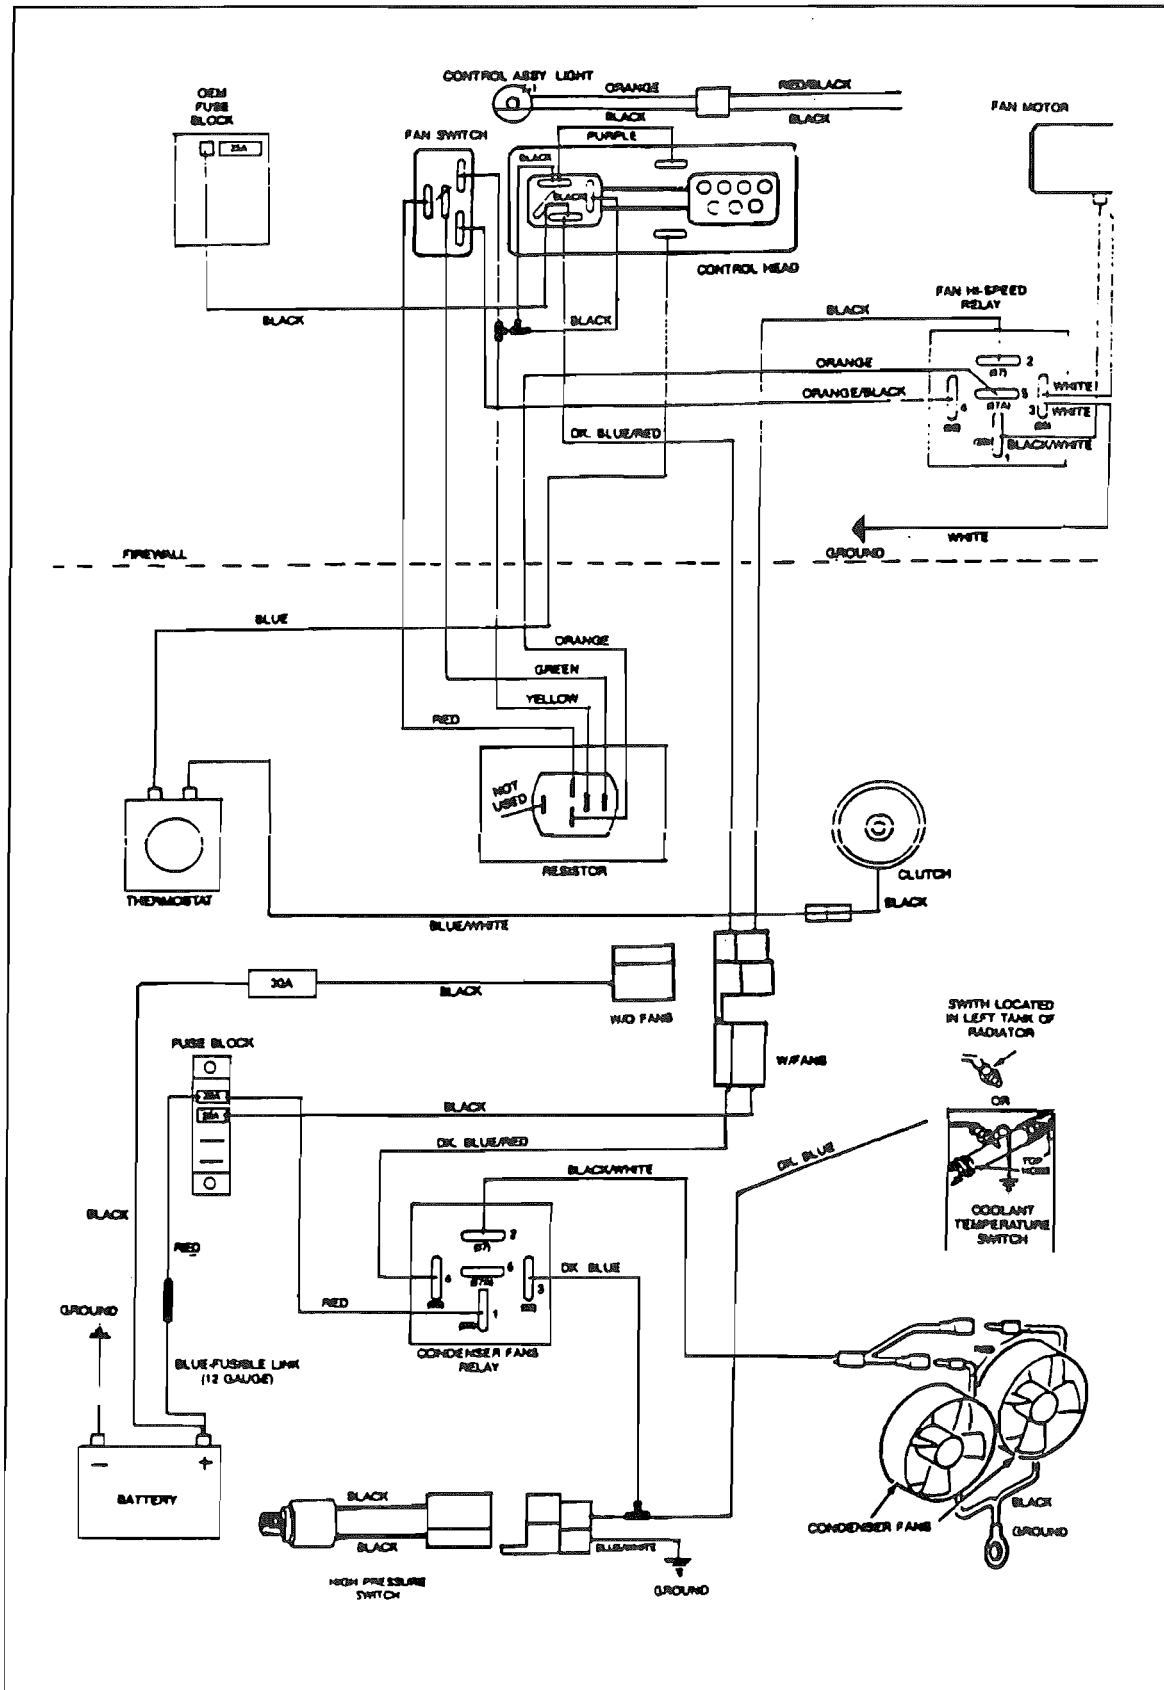 CONTROL ASSY LIGHT
ORANGE
RED/BLACK
BLACK
BLACK
OEM
FUSE
BLOCK
25A
FAN SWITCH
PURPLE
BLACK
BLACK
FAN MOTOR
CONTROL HEAD
BLACK
BLACK
FAN HI-SPEED
RELAY
BLACK
ORANGE
ORANGE/BLACK
2
(87)
5
(87A)
4
3
1
WHITE
WHITE
BLACK/WHITE
DK. BLUE/RED
WHITE
GROUND
FIREWALL
BLUE
ORANGE
GREEN
YELLOW
RED
NOT
USED
RESISTOR
THERMOSTAT
CLUTCH
BLACK
BLUE/WHITE
30A
BLACK
W/O FANS
W/FANS
SWITH LOCATED
IN LEFT TANK OF
RADIATOR
OR
TOP
HOSE
COOLANT
TEMPERATURE
SWITCH
FUSE BLOCK
BLACK
DK. BLUE/RED
BLACK/WHITE
DK. BLUE
BLACK
RED
2
(87)
4
5
(87A)
3
1
DK. BLUE
RED
CONDENSER FANS
RELAY
GROUND
BLUE-FUSIBLE LINK
(12 GAUGE)
RED
-
+
BATTERY
BLACK
BLACK
HIGH PRESSURE
SWITCH
BLUE/WHITE
GROUND
CONDENSER FANS
BLACK
GROUND